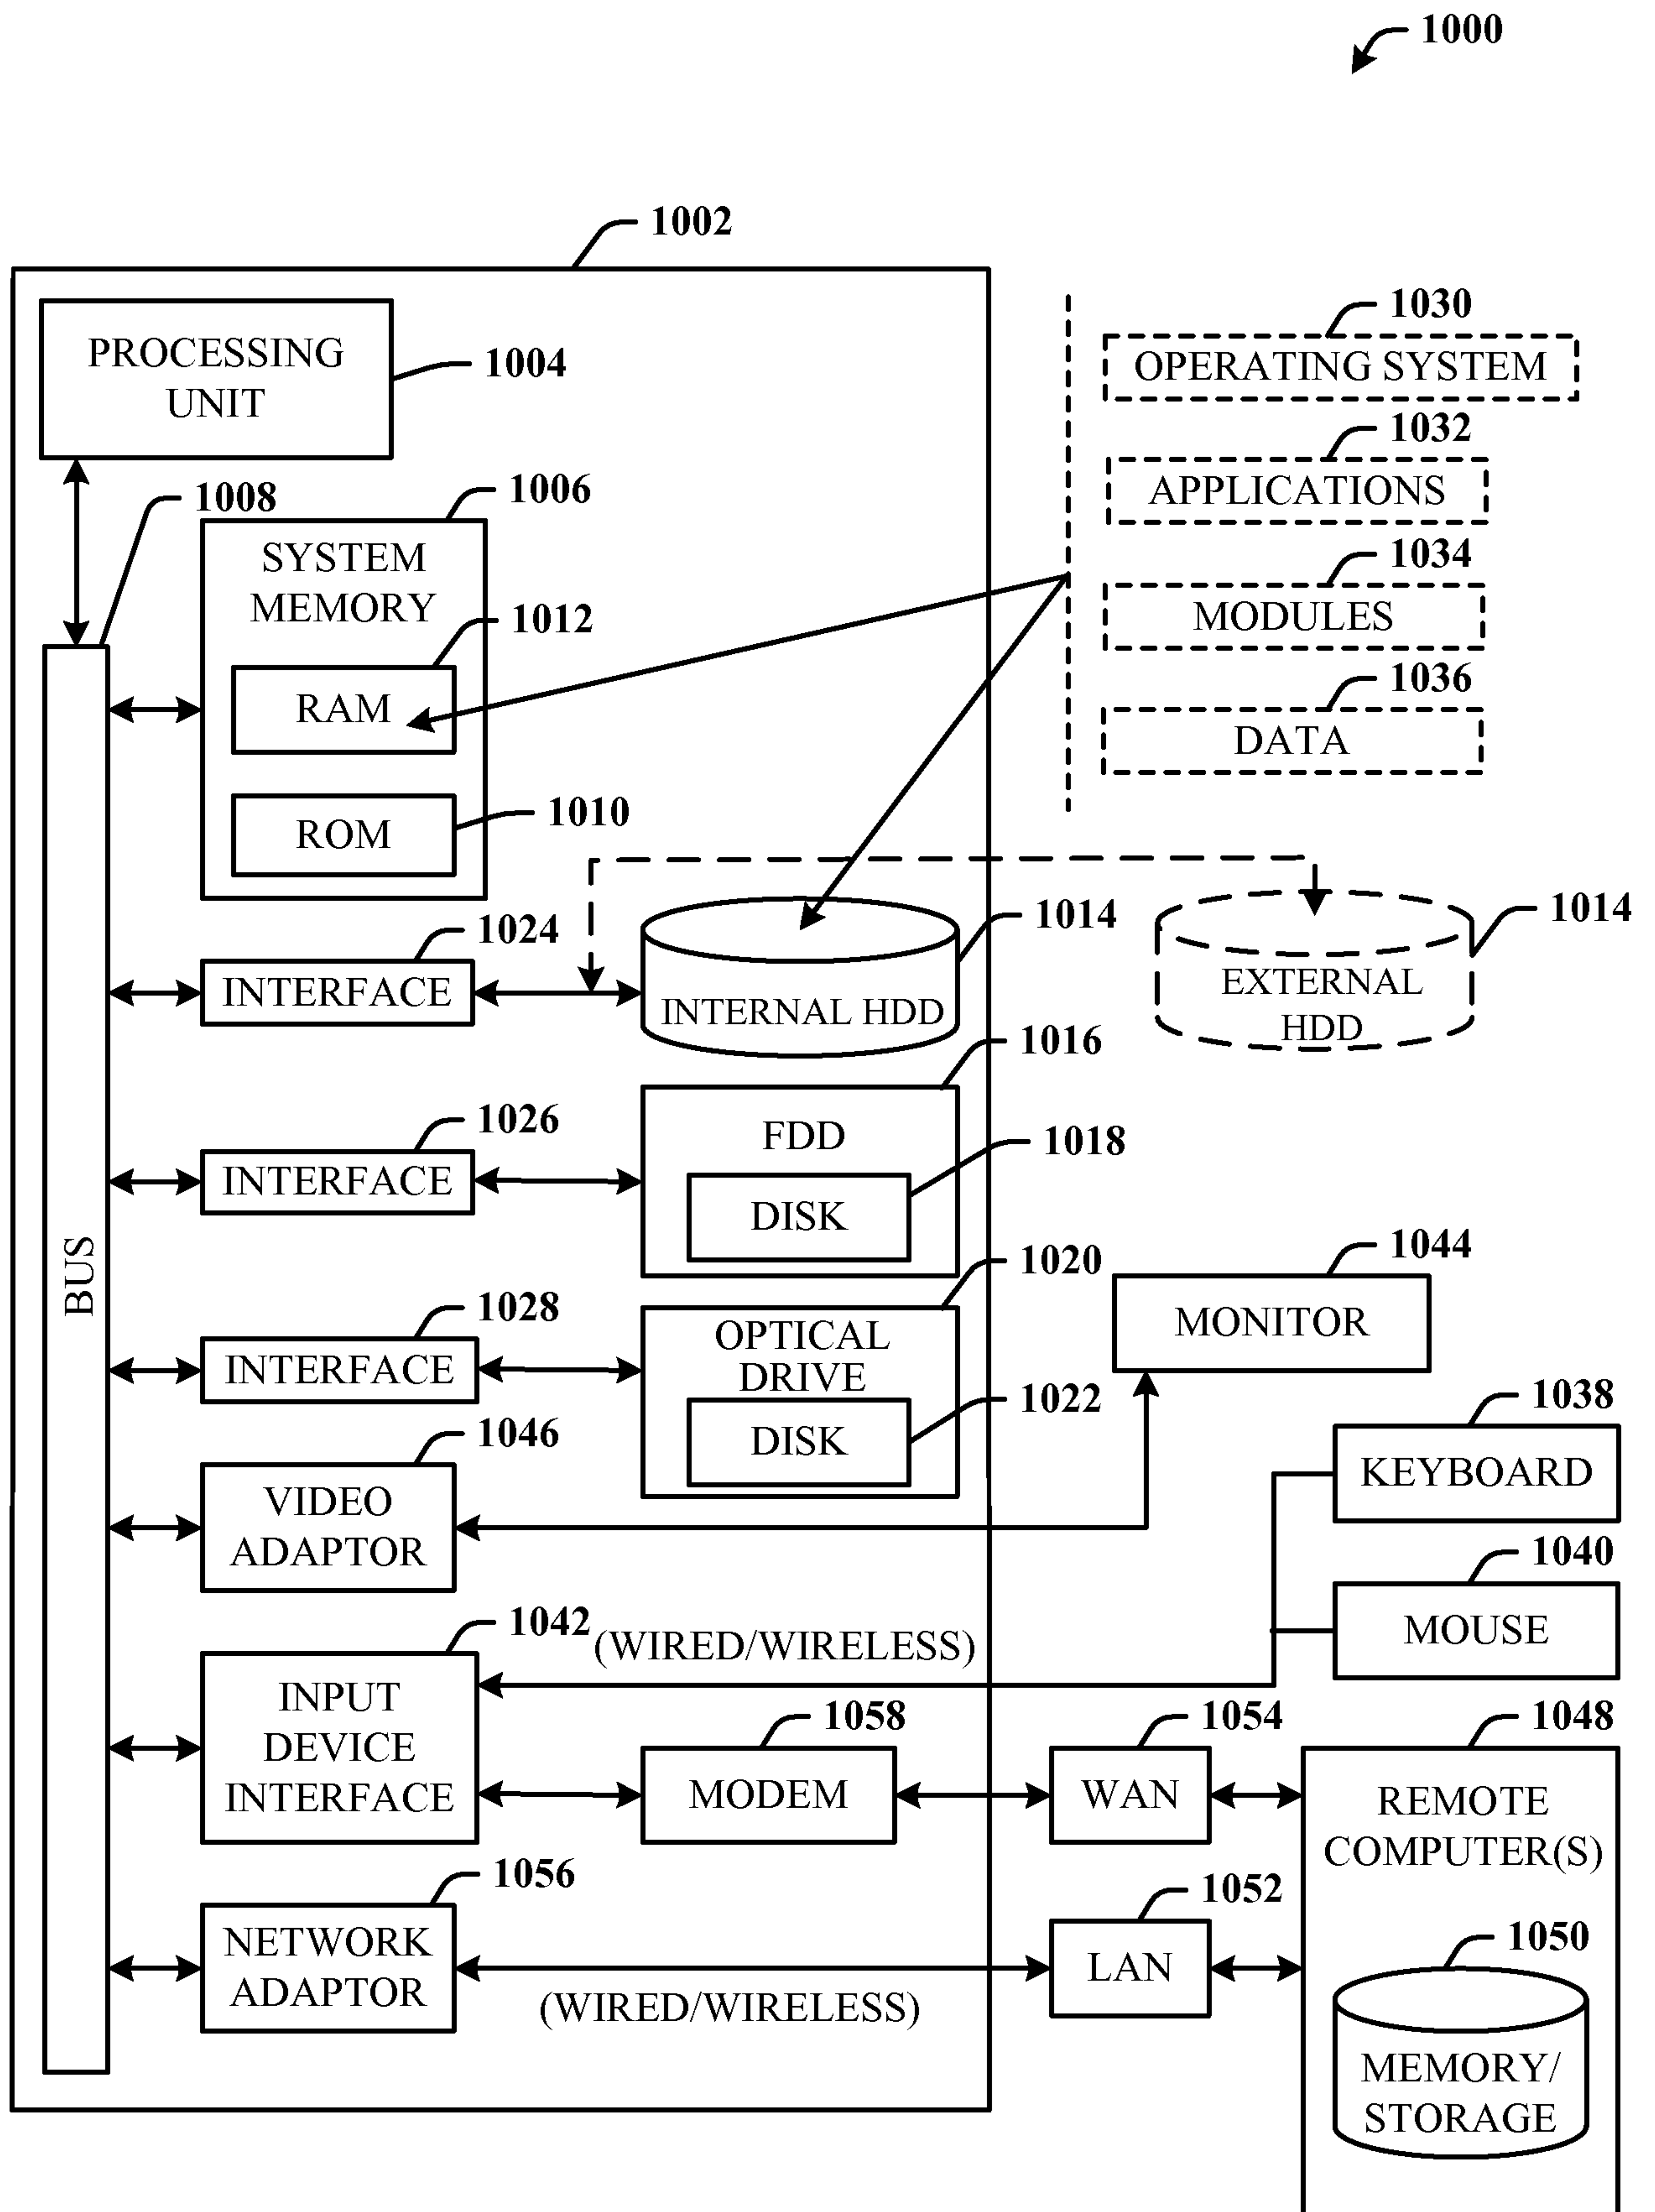 1000
1002
PROCESSING
UNIT
1004
1030
OPERATING SYSTEM
1032
APPLICATIONS
1034
MODULES
1036
DATA
1008
1006
SYSTEM
MEMORY
1012
RAM
1010
ROM
1024
INTERFACE
1014
INTERNAL HDD
1014
EXTERNAL
HDD
1016
FDD
1018
DISK
1026
INTERFACE
BUS
1020
OPTICAL
DRIVE
1022
DISK
1028
INTERFACE
1044
MONITOR
1046
VIDEO
ADAPTOR
1038
KEYBOARD
1040
MOUSE
1042
(WIRED/WIRELESS)
INPUT
DEVICE
INTERFACE
1058
MODEM
1054
WAN
1048
REMOTE
COMPUTER(S)
1056
NETWORK
ADAPTOR
(WIRED/WIRELESS)
1052
LAN
1050
MEMORY/
STORAGE